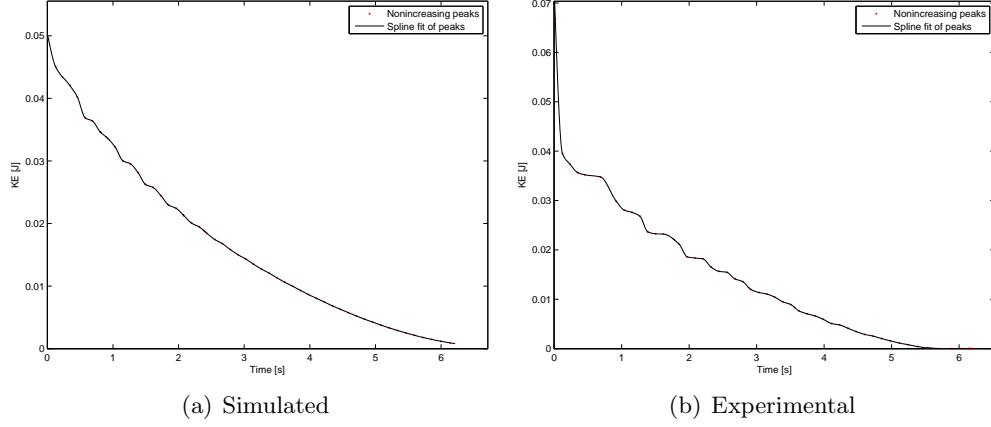 Nonincreasing peaks
Spline fit of peaks
0.05
0.04
0.03
0.02
0.01
0
KE [J]
0 1 2 3 4 5 6
Time [s]
(a) Simulated
Nonincreasing peaks
Spline fit of peaks
0.07
0.06
0.05
0.04
0.03
0.02
0.01
0
KE [J]
0 1 2 3 4 5 6
Time [s]
(b) Experimental